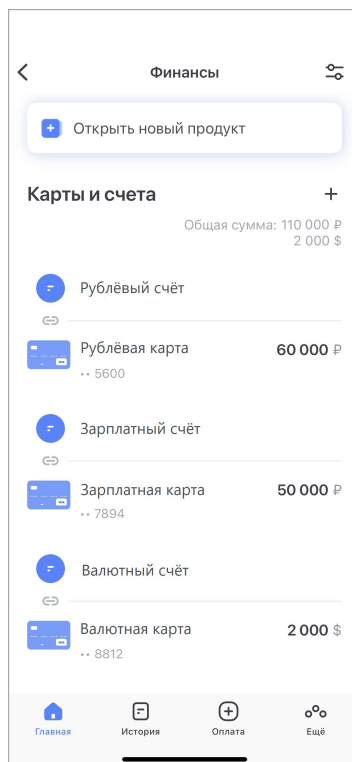 Финансы
Открыть новый продукт
Карты и счета +
Общая сумма: 110 000 ₽
2 000 $
Рублёвый счёт
Рублёвая карта 60 000 ₽
•• 5600
Зарплатный счёт
Зарплатная карта 50 000 ₽
•• 7894
Валютный счёт
Валютная карта 2 000 $
•• 8812
Главная История Оплата Ещё